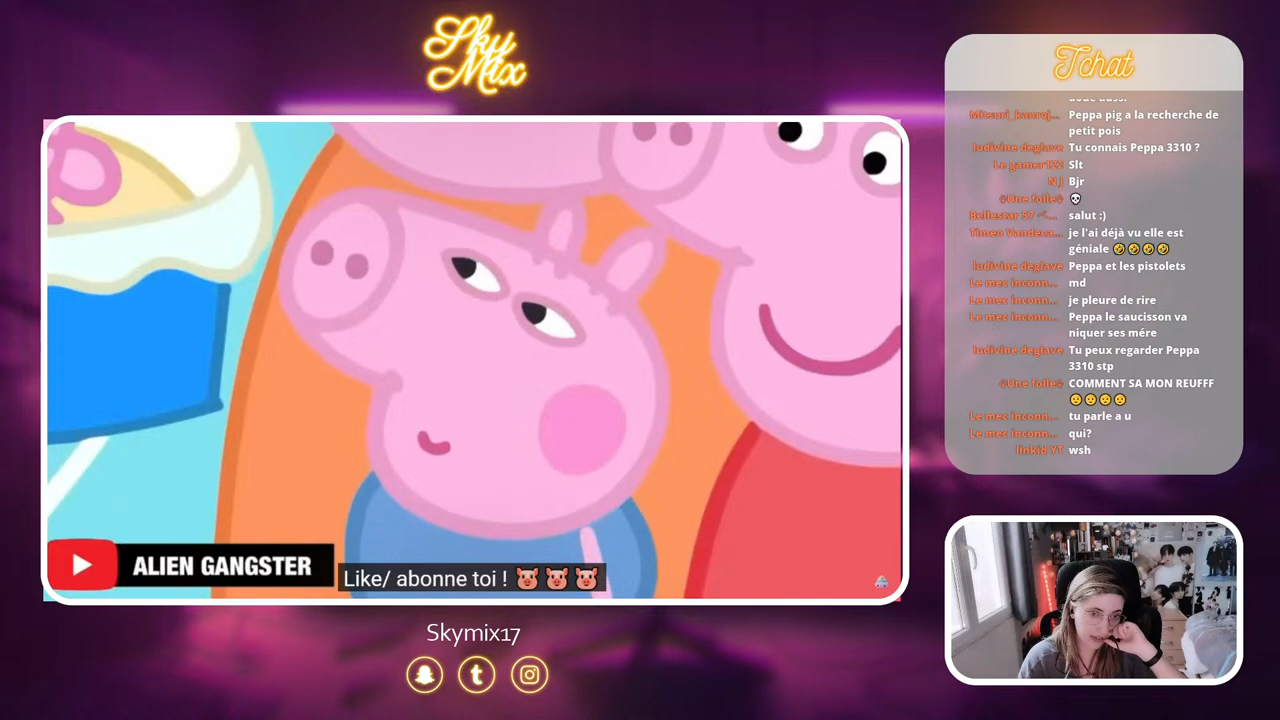 Sky
Mix
Tchat
Peppa pig a la recherche de
petit pois
ludivine deglave Tu connais Peppa 3310 ?
Le gamer122 Slt
NJ Bjr
Une folle 💀
salut :)
Timeo Vandeva... je l'ai déjà vu elle est
géniale 🤣🤣🤣🤣
ludivine deglave Peppa et les pistolets
Le mec inconn... md
Le mec inconn... je pleure de rire
Le mec inconn... Peppa le saucisson va
niquer ses mére
ludivine deglave Tu peux regarder Peppa
3310 stp
Une folle COMMENT SA MON REUFFF
😏😏😏😏
Le mec inconn... tu parle a u
Le mec inconn... qui?
linkid YT wsh
ALIEN GANGSTER
Like/ abonne toi ! 🐷 🐷 🐷
Skymix17